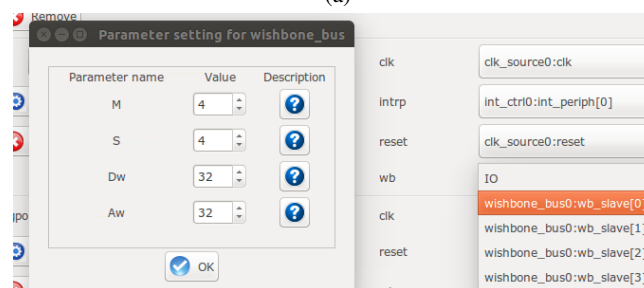 (a)
Remove
Parameter setting for wishbone_bus
Parameter name Value Description
M 4
S 4
Dw 32
Aw 32
OK
clk clk_source0:clk
intrp int_ctrl0:int_periph[0]
reset clk_source0:reset
wb IO
wishbone_bus0:wb_slave[0]
clk wishbone_bus0:wb_slave[1]
wishbone_bus0:wb_slave[2]
reset
wishbone_bus0:wb_slave[3]